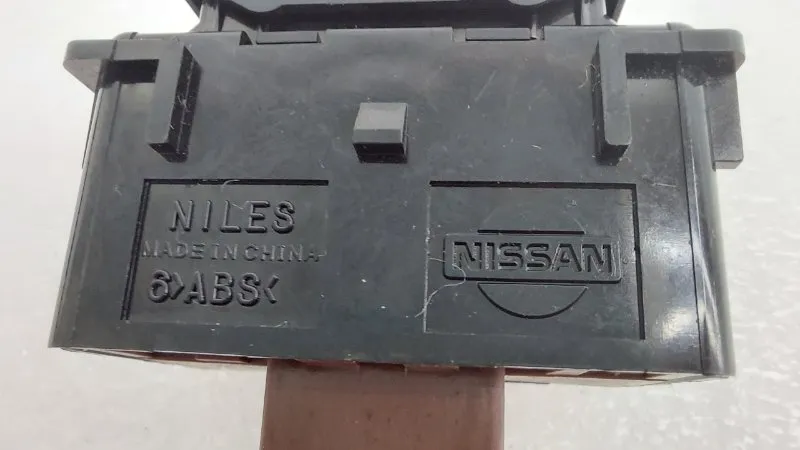 NILES
MADE IN CHINA
6>ABS<
NISSAN